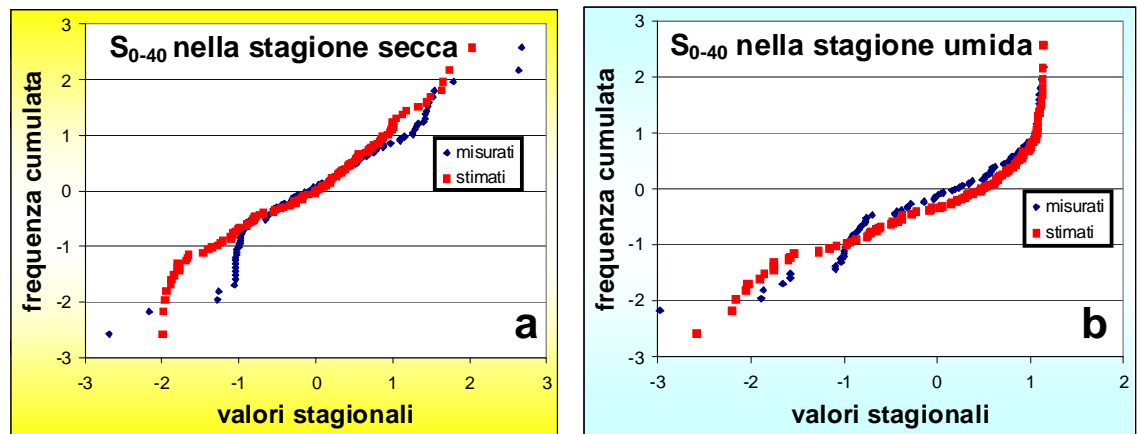 S0-40 nella stagione secca
frequenza cumulata
3
2
1
0
-1
-2
-3
-3 -2 -1 0 1 2 3
valori stagionali
misurati
stimati
a
S0-40 nella stagione umida
frequenza cumulata
3
2
1
0
-1
-2
-3
-3 -2 -1 0 1 2
valori stagionali
misurati
stimati
b